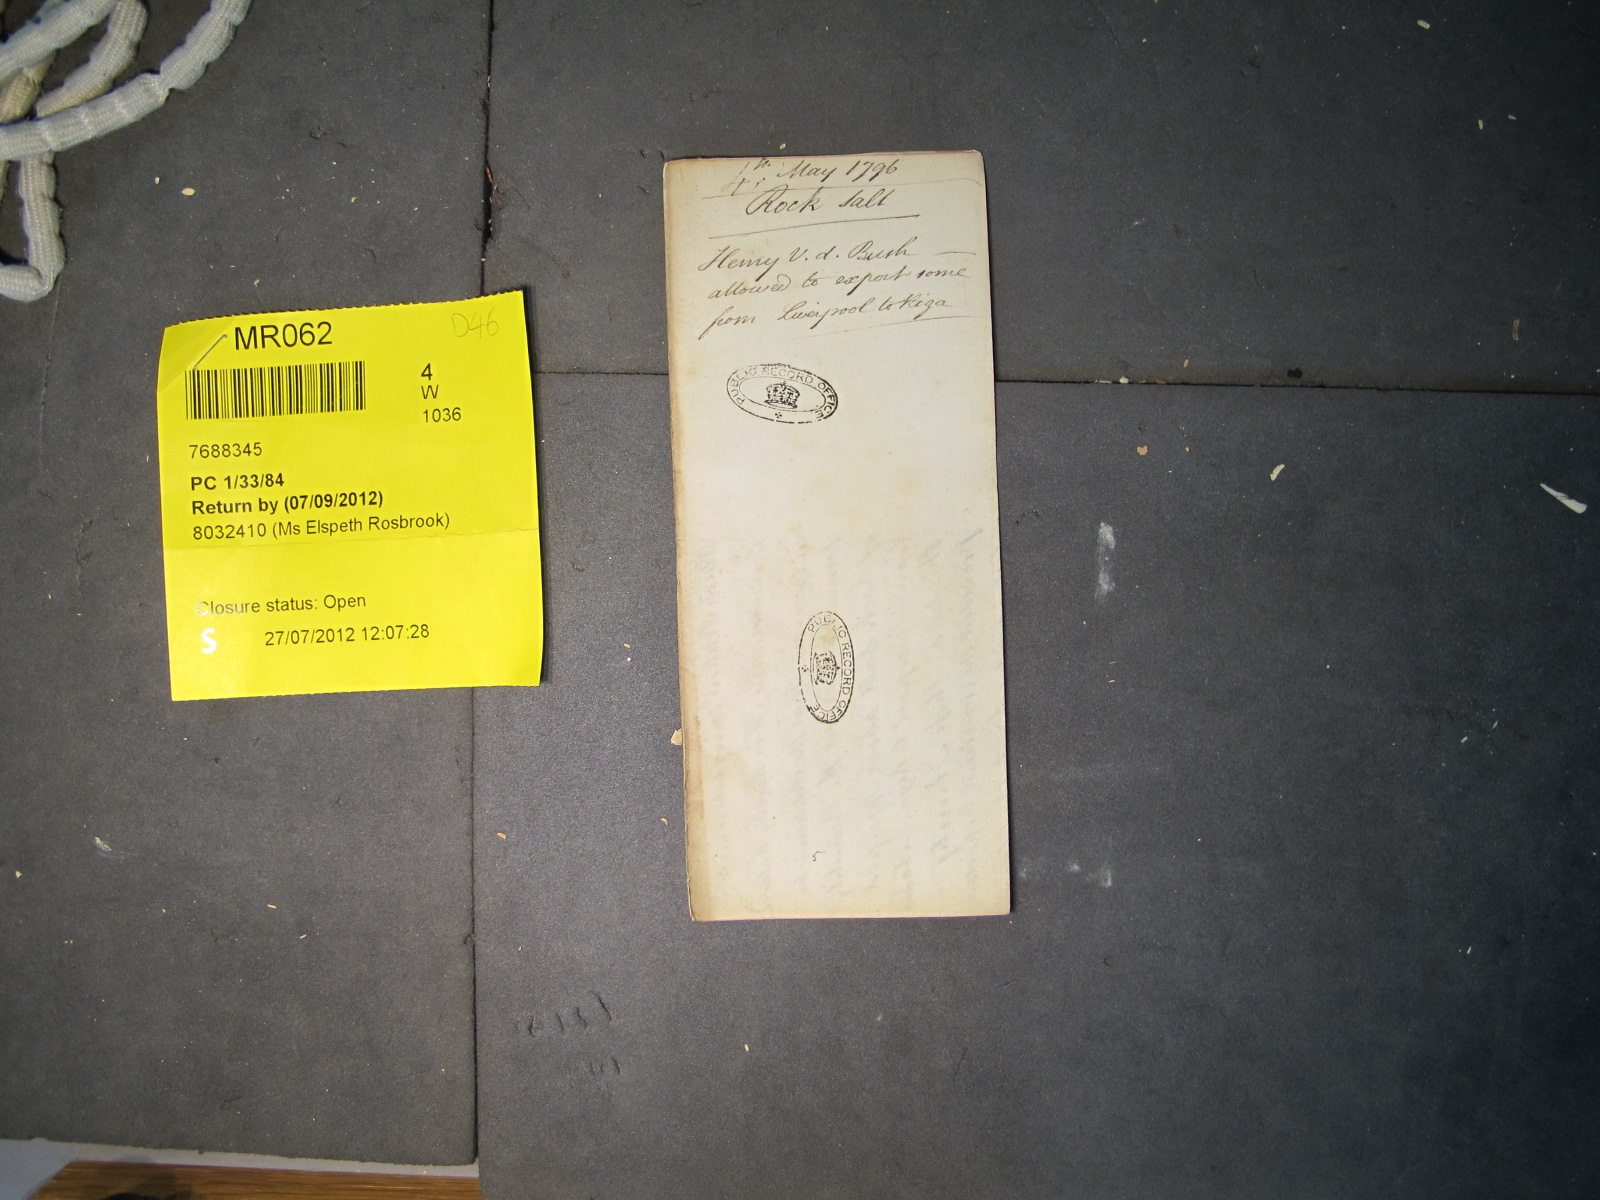 MR062
D46
4
W
1036
7688345
PC 1/33/84
Return by (07/09/2012)
8032410 (Ms Elspeth Rosbrook)
Closure status: Open
S
27/07/2012 12:07:28
4th: May 1796
Rock Salt
Henry V. d. Bush
allowed to export some
from Liverpool to Riga
PUBLIC RECORD OFFICE
PUBLIC RECORD OFFICE
5